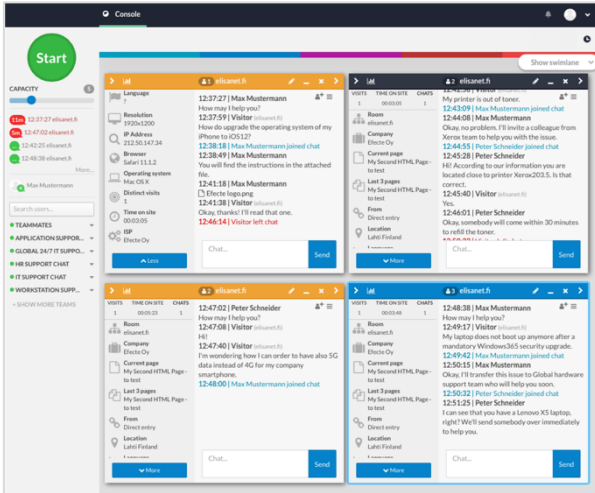 Console
Start
Show swimlane
CAPACITY
5
11m 12:37:27 elisanet.fi
5m 12:47:02 elisanet.fi
12:42:25 elisanet.fi
12:48:38 elisanet.fi
More...
Max Mustermann
Search users...
TEAMMATES
APPLICATION SUPPOR...
GLOBAL 24/7 IT SUPPO...
HR SUPPORT CHAT
IT SUPPORT CHAT
WORKSTATION SUPP...
+ SHOW MORE TEAMS
1 elisanet.fi
Language
?
Resolution
1920x1200
IP Address
212.50.147.34
Browser
Safari 11.1.2
Operating system
Mac OS X
Distinct visits
1
Time on site
00:03:05
ISP
Efecte Oy
Less
12:37:27 | Max Mustermann
How may I help you?
12:37:59 | Visitor (elisanet.fi)
How do upgrade the operating system of my
iPhone to iOS12?
12:38:18 | Max Mustermann joined chat
12:38:49 | Max Mustermann
You will find the instructions in the attached
file.
12:41:18 | Max Mustermann
Efecte logo.png
12:41:38 | Visitor (elisanet.fi)
Okay, thanks! I'll read that one.
12:46:14 | Visitor left chat
Chat...
Send
2 elisanet.fi
VISITS TIME ON SITE CHATS
1 00:03:05 1
Room
elisanet.fi
Company
Efecte Oy
Current page
My Second HTML Page -
to test
Last 3 pages
My Second HTML Page -
to test
From
Direct entry
Location
Lahti Finland
Language
More
My printer is out of toner.
12:43:09 | Max Mustermann joined chat
12:44:08 | Max Mustermann
Okay, no problem. I'll invite a colleague from
Xerox team to help you with the issue.
12:44:55 | Peter Schneider joined chat
12:45:28 | Peter Schneider
Hi! According to our information you are
located close to printer Xerox203.5. Is that
correct.
12:45:40 | Visitor (elisanet.fi)
Yes.
12:46:01 | Peter Schneider
Okay, somebody will come within 30 minutes
to refill the toner.
Chat...
Send
2 elisanet.fi
VISITS TIME ON SITE CHATS
1 00:05:23 1
Room
elisanet.fi
Company
Efecte Oy
Current page
My Second HTML Page -
to test
Last 3 pages
My Second HTML Page -
to test
From
Direct entry
Location
Lahti Finland
Language
More
12:47:02 | Peter Schneider
How may I help you?
12:47:08 | Visitor (elisanet.fi)
Hi!
12:47:40 | Visitor (elisanet.fi)
I'm wondering how I can order to have also 5G
data instead of 4G for my company
smartphone.
12:48:00 | Max Mustermann joined chat
Chat...
Send
3 elisanet.fi
VISITS TIME ON SITE CHATS
1 00:03:48 1
Room
elisanet.fi
Company
Efecte Oy
Current page
My Second HTML Page -
to test
Last 3 pages
My Second HTML Page -
to test
From
Direct entry
Location
Lahti Finland
Language
More
12:48:38 | Max Mustermann
How may I help you?
12:49:17 | Visitor (elisanet.fi)
My laptop does not boot up anymore after a
mandatory Windows365 security upgrade.
12:49:42 | Max Mustermann joined chat
12:50:15 | Max Mustermann
Okay, I'll transfer this issue to Global hardware
support team who will help you soon.
12:50:32 | Peter Schneider joined chat
12:51:25 | Peter Schneider
I can see that you have a Lenovo X5 laptop,
right? We'll send somebody over immediately
to help you.
Chat...
Send